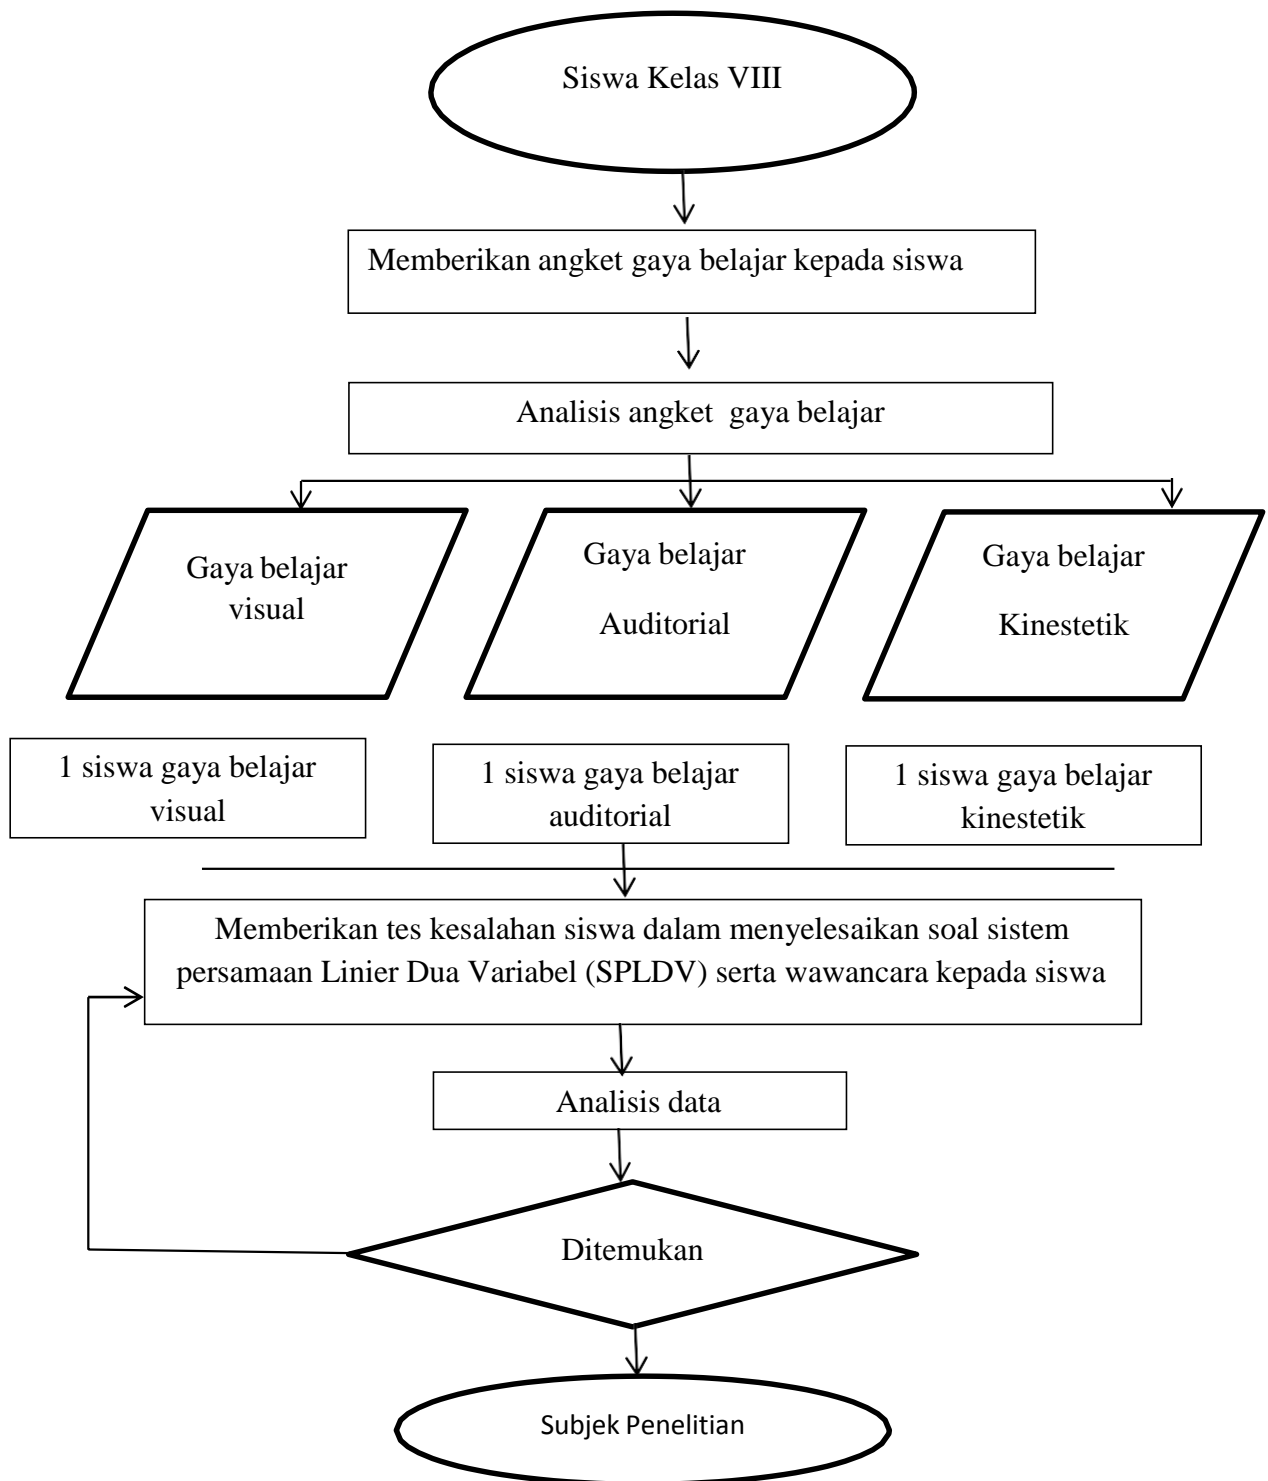 Siswa Kelas VIII
Memberikan angket gaya belajar kepada siswa
Analisis angket gaya belajar
Gaya belajar
visual
Gaya belajar
Auditorial
Gaya belajar
Kinestetik
1 siswa gaya belajar
visual
1 siswa gaya belajar
auditorial
1 siswa gaya belajar
kinestetik
Memberikan tes kesalahan siswa dalam menyelesaikan soal sistem
persamaan Linier Dua Variabel (SPLDV) serta wawancara kepada siswa
Analisis data
Ditemukan
Subjek Penelitian